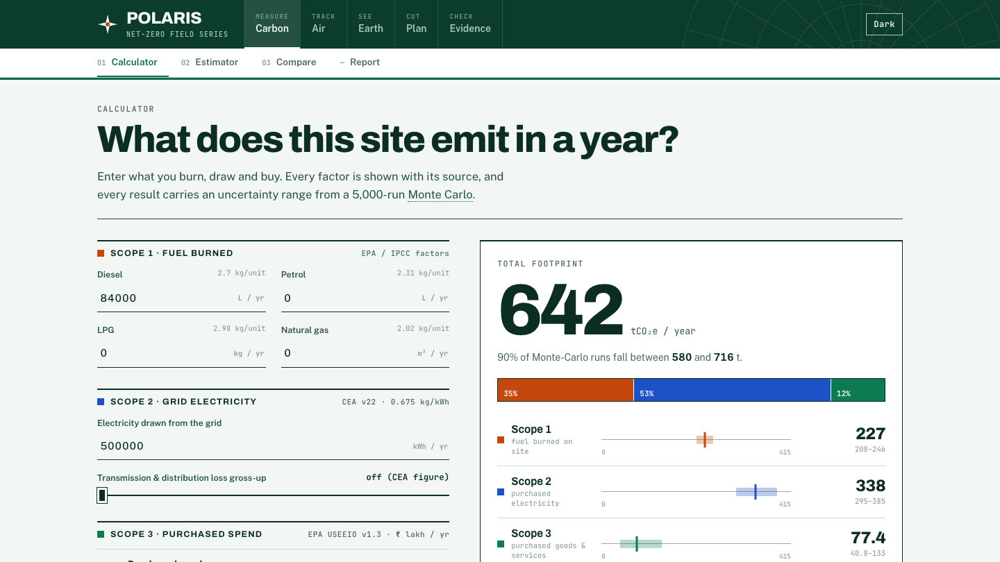 POLARIS
NET-ZERO FIELD SERIES
MEASURE
Carbon
TRACK
Air
SEE
Earth
CUT
Plan
CHECK
Evidence
Dark
01 Calculator
02 Estimator
03 Compare
— Report
CALCULATOR
What does this site emit in a year?
Enter what you burn, draw and buy. Every factor is shown with its source, and
every result carries an uncertainty range from a 5,000-run Monte Carlo.
SCOPE 1 · FUEL BURNED
EPA / IPCC factors
Diesel
2.7 kg/unit
84000
L / yr
Petrol
2.31 kg/unit
0
L / yr
LPG
2.98 kg/unit
0
kg / yr
Natural gas
2.02 kg/unit
0
m³ / yr
SCOPE 2 · GRID ELECTRICITY
CEA v22 · 0.675 kg/kWh
Electricity drawn from the grid
500000
kWh / yr
Transmission & distribution loss gross-up
off (CEA figure)
SCOPE 3 · PURCHASED SPEND
EPA USEEIO v1.3 · ₹ lakh / yr
TOTAL FOOTPRINT
642 tCO₂e / year
90% of Monte-Carlo runs fall between 580 and 716 t.
35%
53%
12%
Scope 1
fuel burned on
site
0
415
227
208–246
Scope 2
purchased
electricity
0
415
338
295–385
Scope 3
purchased goods &
services
0
415
77.4
40.8–133